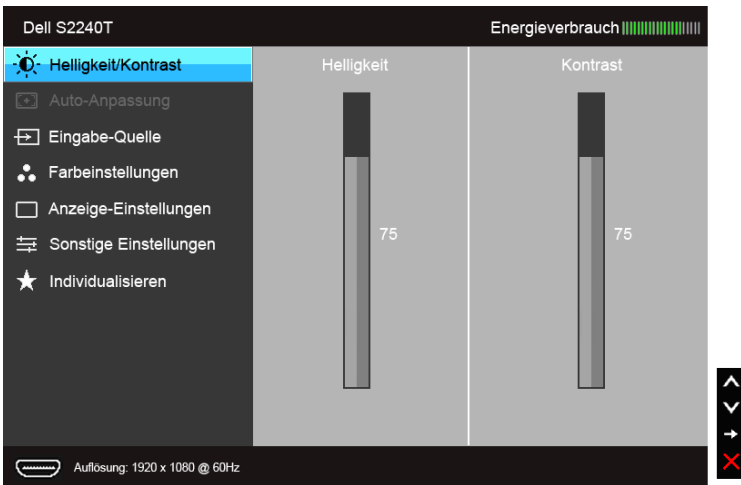 Dell S2240T
Energieverbrauch
Helligkeit/Kontrast
Auto-Anpassung
Eingabe-Quelle
Farbeinstellungen
Anzeige-Einstellungen
Sonstige Einstellungen
Individualisieren
Helligkeit
Kontrast
75
75
Auflösung: 1920 x 1080 @ 60Hz